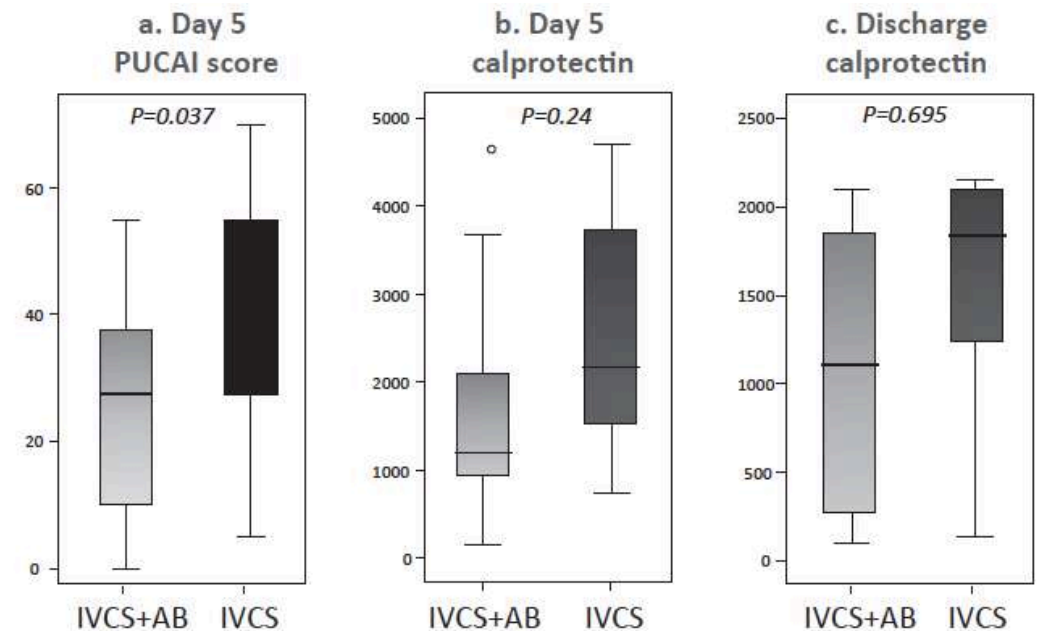 a. Day 5
PUCAI score
P=0.037
60
40
20
0
IVCS+AB IVCS
b. Day 5
calprotectin
P=0.24
5000
4000
3000
2000
1000
0
IVCS+AB IVCS
c. Discharge
calprotectin
P=0.695
2500
2000
1500
1000
500
0
IVCS+AB IVCS